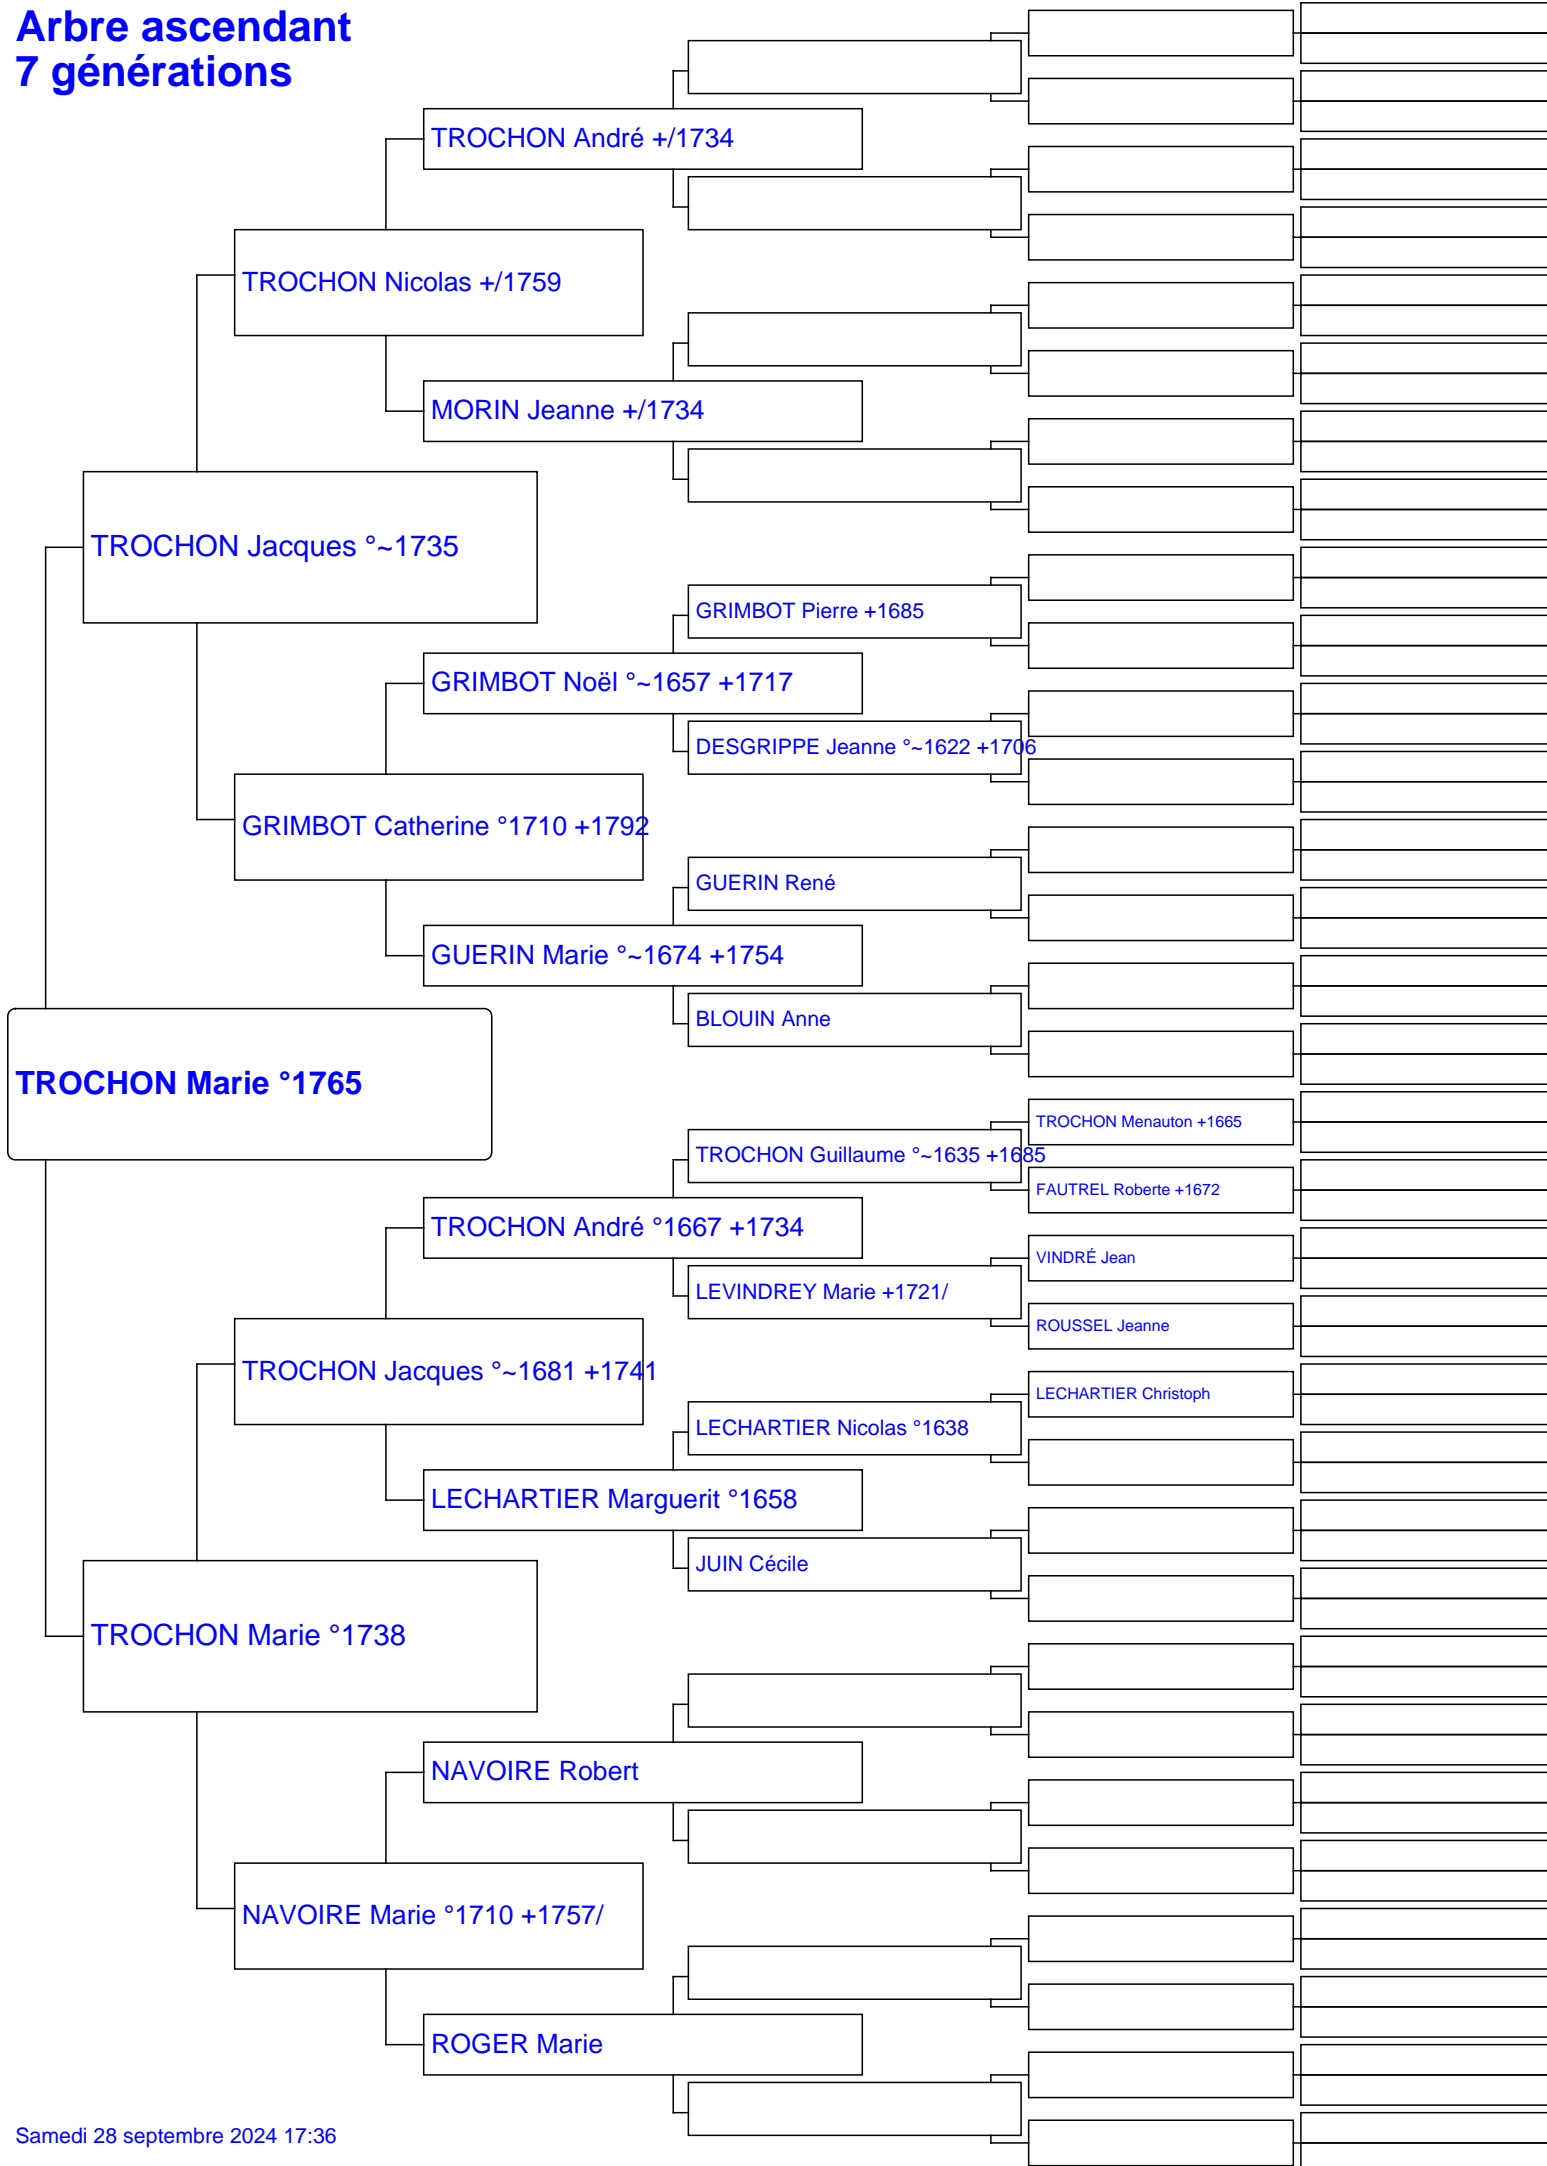 Arbre ascendant
7 générations
TROCHON André +/1734
TROCHON Nicolas +/1759
MORIN Jeanne +/1734
TROCHON Jacques °~1735
GRIMBOT Pierre +1685
GRIMBOT Noël °~1657 +1717
DESGRIPPE Jeanne °~1622 +1706
GRIMBOT Catherine °1710 +1792
GUERIN René
GUERIN Marie °~1674 +1754
BLOUIN Anne
TROCHON Marie °1765
TROCHON Menauton +1665
TROCHON Guillaume °~1635 +1685
FAUTREL Roberte +1672
TROCHON André °1667 +1734
VINDRÉ Jean
LEVINDREY Marie +1721/
ROUSSEL Jeanne
TROCHON Jacques °~1681 +1741
LECHARTIER Christoph
LECHARTIER Nicolas °1638
LECHARTIER Marguerit °1658
JUIN Cécile
TROCHON Marie °1738
NAVOIRE Robert
NAVOIRE Marie °1710 +1757/
ROGER Marie
Samedi 28 septembre 2024 17:36